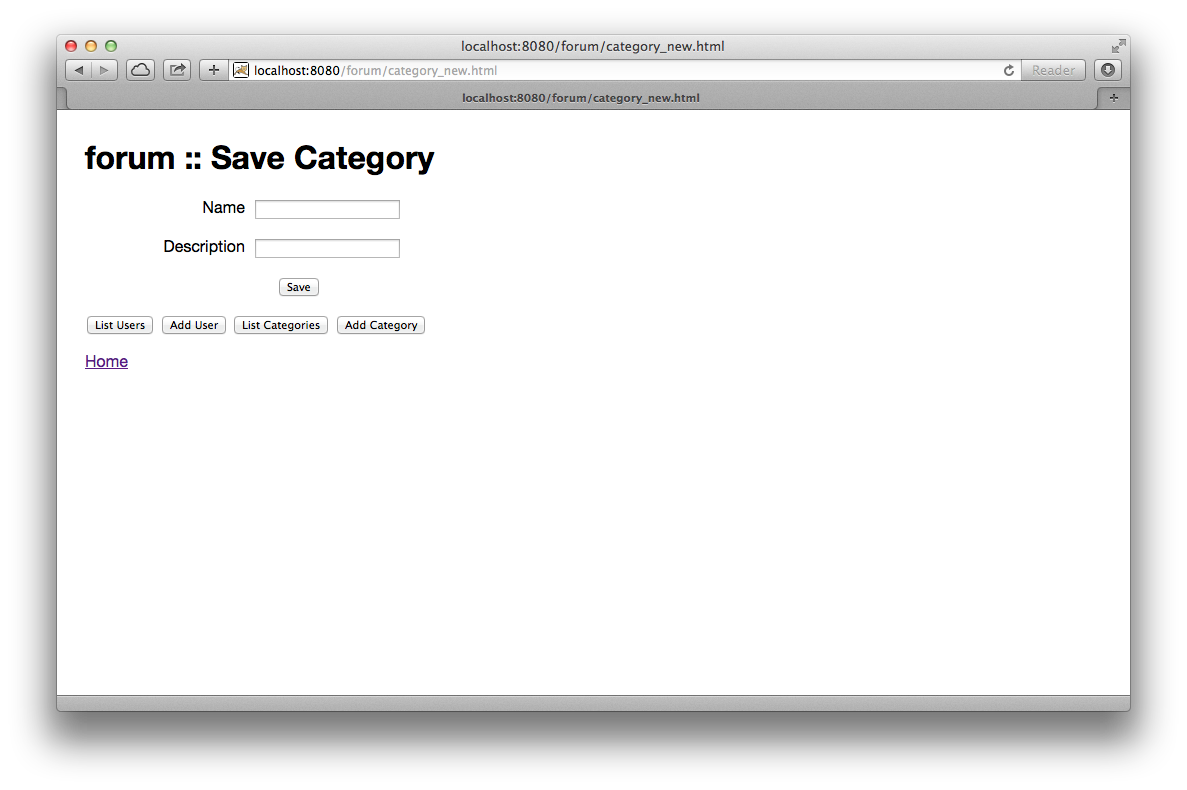 localhost:8080/forum/category_new.html
localhost:8080/forum/category_new.html Reader
localhost:8080/forum/category_new.html
forum :: Save Category
Name
Description
Save
List Users Add User List Categories Add Category
Home